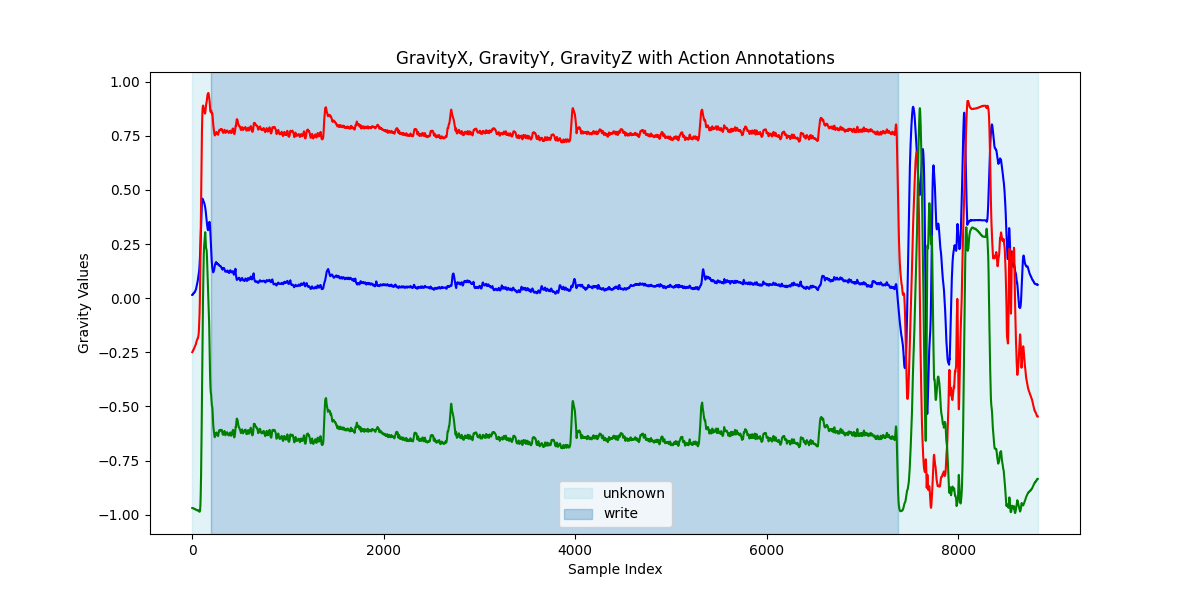 GravityX, GravityY, GravityZ with Action Annotations
1.00
0.75
0.50
0.25
0.00
−0.25
−0.50
−0.75
−1.00
Gravity Values
unknown
write
0
2000
4000
6000
8000
Sample Index